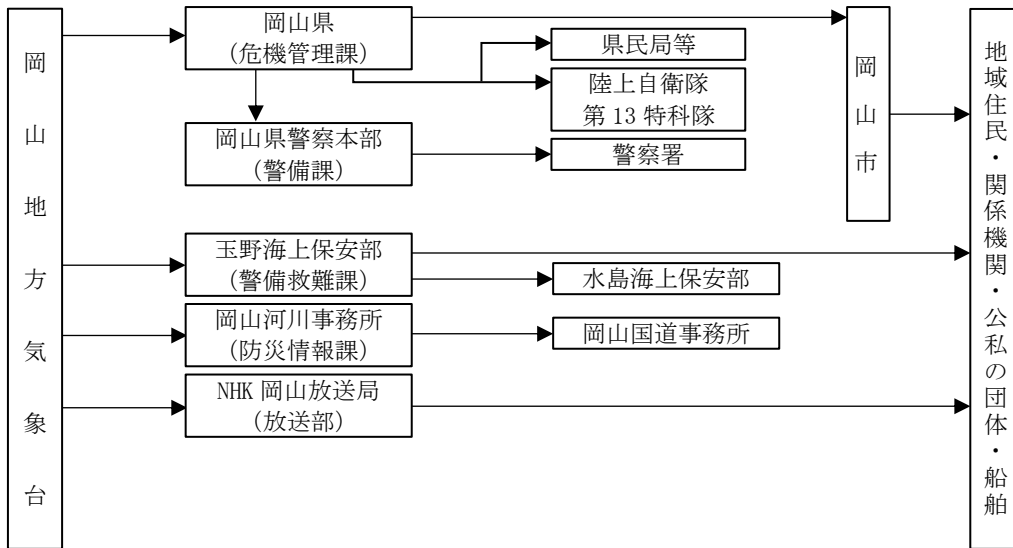 岡山地方気象台
岡山県
(危機管理課)
県民局等
陸上自衛隊
第13特科隊
岡山県警察本部
(警備課)
警察署
岡山市
玉野海上保安部
(警備救難課)
水島海上保安部
岡山河川事務所
(防災情報課)
岡山国道事務所
NHK岡山放送局
(放送部)
地域住民・関係機関・公私の団体・船舶